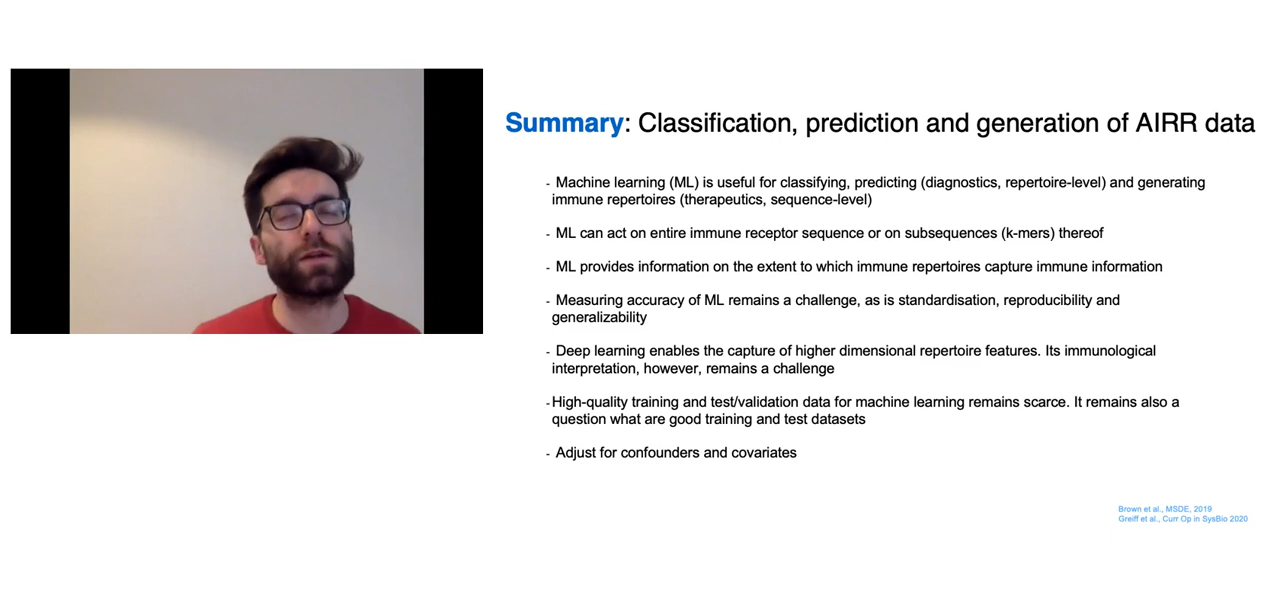 Summary: Classification, prediction and generation of AIRR data
- Machine learning (ML) is useful for classifying, predicting (diagnostics, repertoire-level) and generating
immune repertoires (therapeutics, sequence-level)
- ML can act on entire immune receptor sequence or on subsequences (k-mers) thereof
- ML provides information on the extent to which immune repertoires capture immune information
- Measuring accuracy of ML remains a challenge, as is standardisation, reproducibility and
generalizability
- Deep learning enables the capture of higher dimensional repertoire features. Its immunological
interpretation, however, remains a challenge
-High-quality training and test/validation data for machine learning remains scarce. It remains also a
question what are good training and test datasets
- Adjust for confounders and covariates
Brown et al., MSDE, 2019
Greiff et al., Curr Op in SysBio 2020